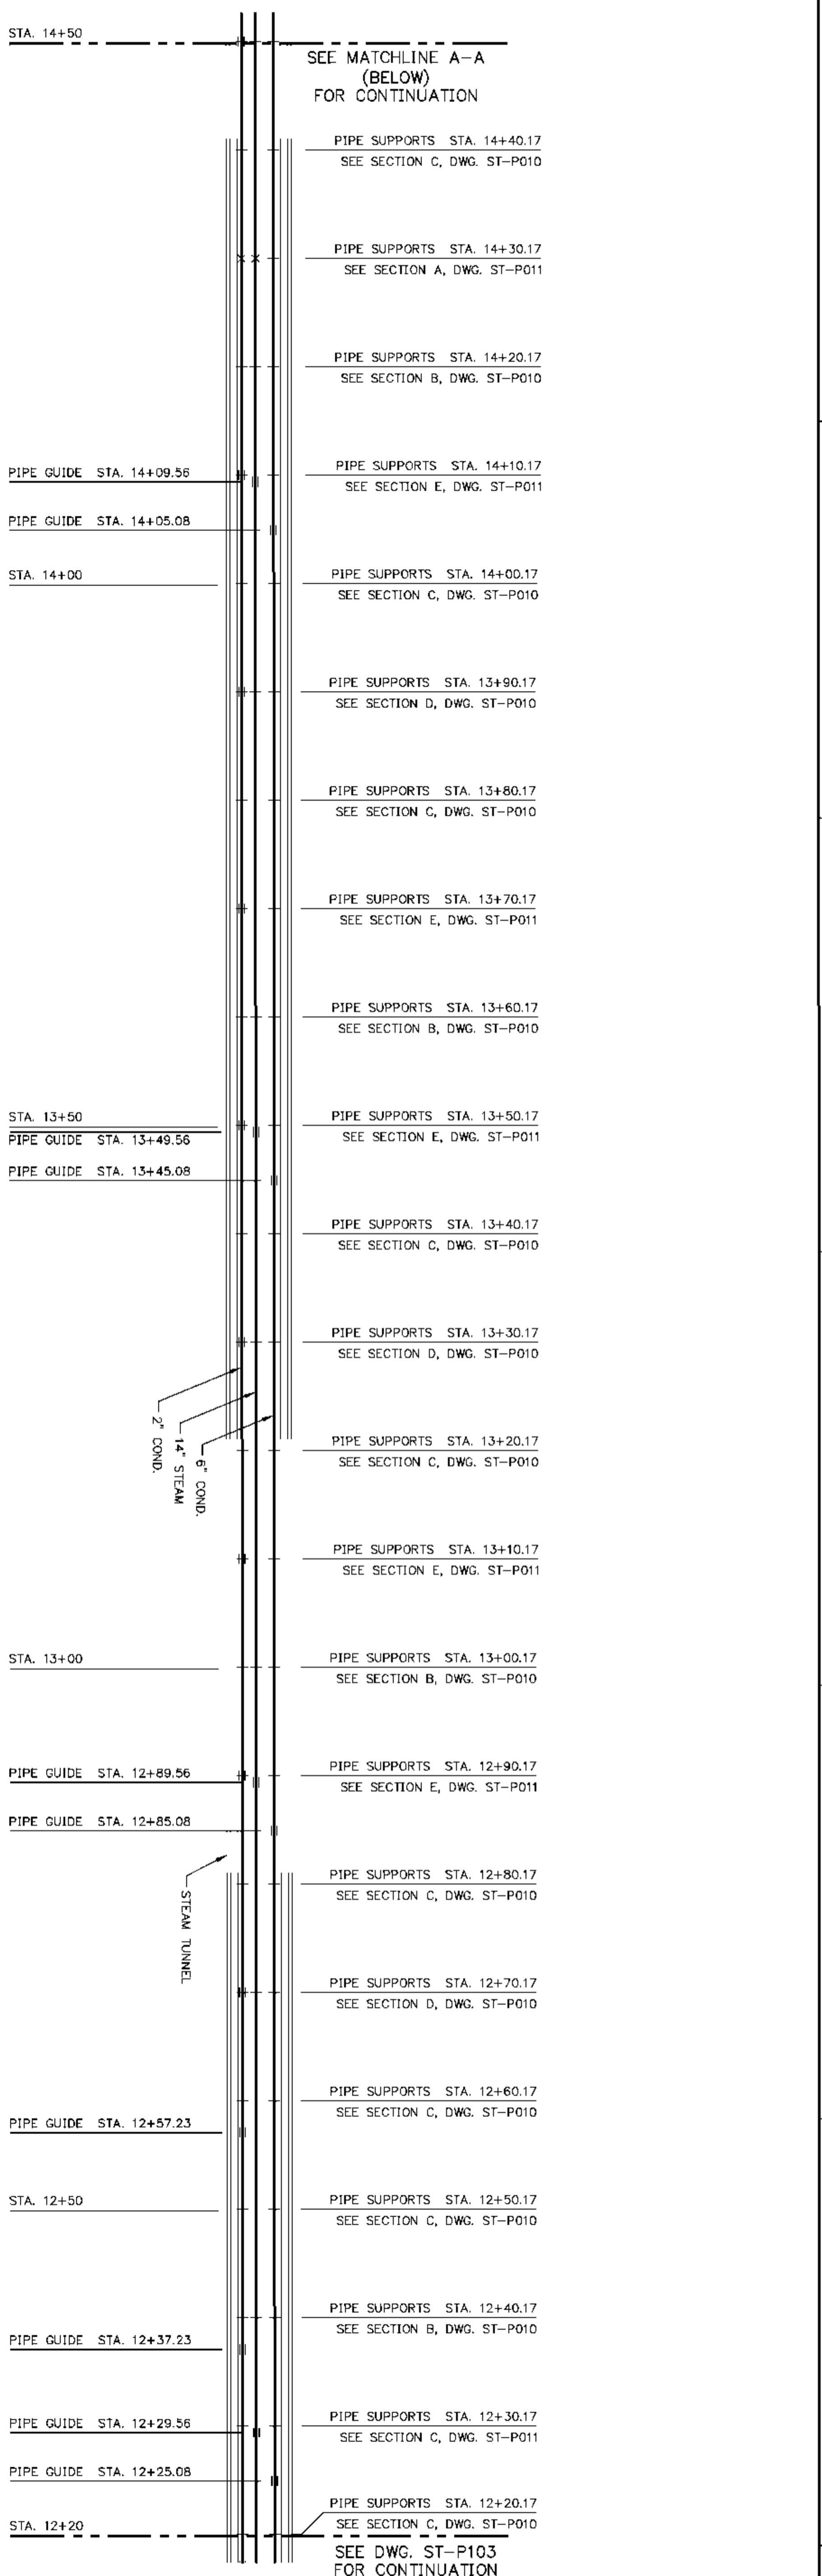 STA. 14+50
SEE MATCHLINE A-A
(BELOW)
FOR CONTINUATION
PIPE SUPPORTS STA. 14+40.17
SEE SECTION C, DWG. ST-P010
PIPE SUPPORTS STA. 14+30.17
SEE SECTION A, DWG. ST-P011
PIPE SUPPORTS STA. 14+20.17
SEE SECTION B, DWG. ST-P010
PIPE GUIDE STA. 14+09.56
PIPE SUPPORTS STA. 14+10.17
SEE SECTION E, DWG. ST-P011
PIPE GUIDE STA. 14+05.08
STA. 14+00
PIPE SUPPORTS STA. 14+00.17
SEE SECTION C, DWG. ST-P010
PIPE SUPPORTS STA. 13+90.17
SEE SECTION D, DWG. ST-P010
PIPE SUPPORTS STA. 13+80.17
SEE SECTION C, DWG. ST-P010
PIPE SUPPORTS STA. 13+70.17
SEE SECTION E, DWG. ST-P011
PIPE SUPPORTS STA. 13+60.17
SEE SECTION B, DWG. ST-P010
STA. 13+50
PIPE GUIDE STA. 13+49.56
PIPE SUPPORTS STA. 13+50.17
SEE SECTION E, DWG. ST-P011
PIPE GUIDE STA. 13+45.08
PIPE SUPPORTS STA. 13+40.17
SEE SECTION C, DWG. ST-P010
PIPE SUPPORTS STA. 13+30.17
SEE SECTION D, DWG. ST-P010
2" COND.
14" STEAM
6" COND.
PIPE SUPPORTS STA. 13+20.17
SEE SECTION C, DWG. ST-P010
PIPE SUPPORTS STA. 13+10.17
SEE SECTION E, DWG. ST-P011
STA. 13+00
PIPE SUPPORTS STA. 13+00.17
SEE SECTION B, DWG. ST-P010
PIPE GUIDE STA. 12+89.56
PIPE SUPPORTS STA. 12+90.17
SEE SECTION E, DWG. ST-P011
PIPE GUIDE STA. 12+85.08
STEAM TUNNEL
PIPE SUPPORTS STA. 12+80.17
SEE SECTION C, DWG. ST-P010
PIPE SUPPORTS STA. 12+70.17
SEE SECTION D, DWG. ST-P010
PIPE SUPPORTS STA. 12+60.17
SEE SECTION C, DWG. ST-P010
PIPE GUIDE STA. 12+57.23
STA. 12+50
PIPE SUPPORTS STA. 12+50.17
SEE SECTION C, DWG. ST-P010
PIPE SUPPORTS STA. 12+40.17
SEE SECTION B, DWG. ST-P010
PIPE GUIDE STA. 12+37.23
PIPE GUIDE STA. 12+29.56
PIPE SUPPORTS STA. 12+30.17
SEE SECTION C, DWG. ST-P011
PIPE GUIDE STA. 12+25.08
PIPE SUPPORTS STA. 12+20.17
SEE SECTION C, DWG. ST-P010
STA. 12+20
SEE DWG. ST-P103
FOR CONTINUATION